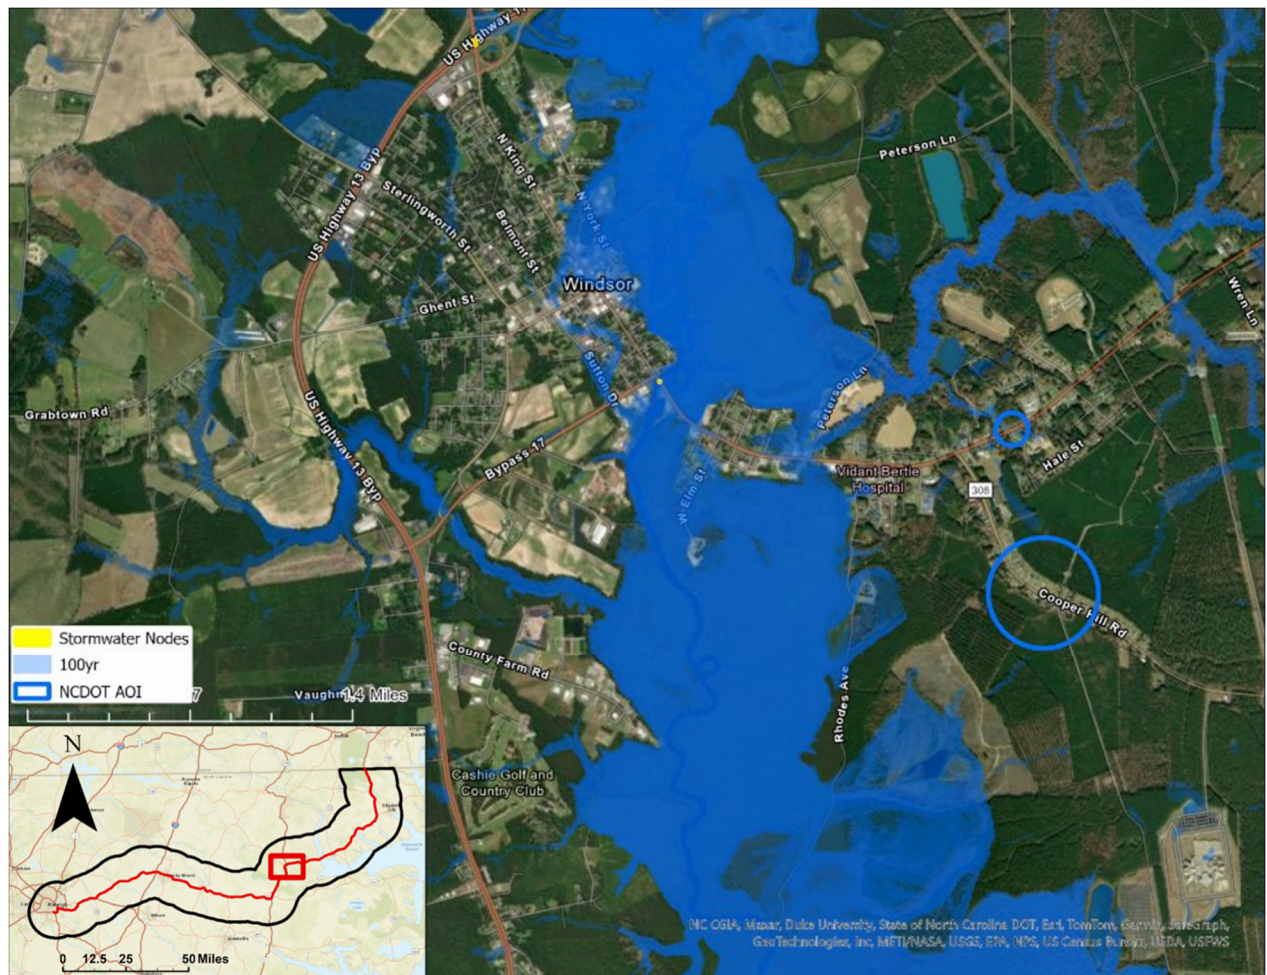 US Highway 1
US Highway 13 Byp
Peterson Ln
N King St
N York St
Sterlingworth St
Belmont St
Windsor
Ghent St
Wren Ln
Sutton Dr
Peterson Ln
Grabtown Rd
US Highway 13 Byp
Bypass 17
Hale St
Vidant Bertie
Hospital
308
W Elm St
Cooper Hill Rd
Stormwater Nodes
100yr
NCDOT AOI
County Farm Rd
7
Vaughn
1.4 Miles
Rhodes Ave
Cashie Golf and
Country Club
N
NC CGIA, Maxar, Duke University, State of North Carolina DOT, Esri, TomTom, Garmin, SafeGraph,
GeoTechnologies, Inc, METI/NASA, USGS, EPA, NPS, US Census Bureau, USDA, USFWS
0 12.5 25 50 Miles